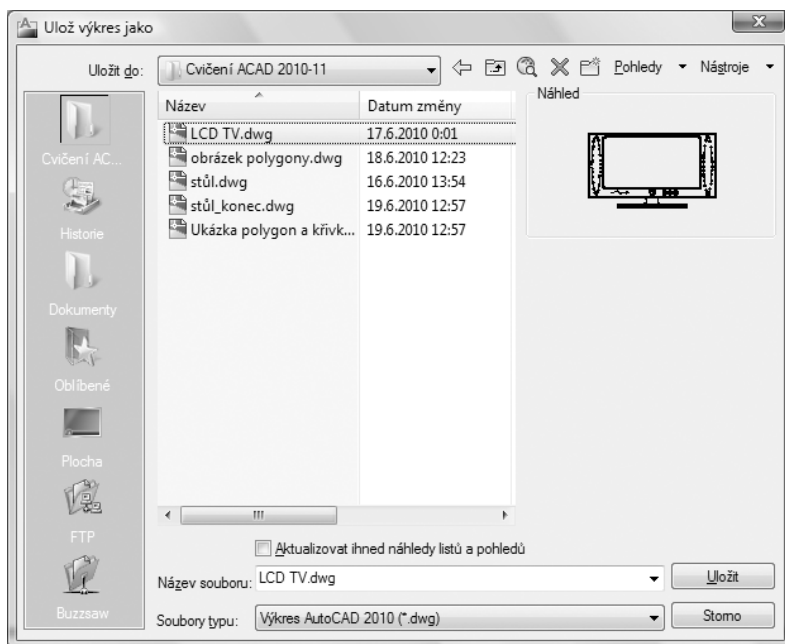 Ulož výkres jako
Uložit do: Cvičení ACAD 2010-11 Pohledy Nástroje
Název Datum změny Náhled
LCD TV.dwg 17.6.2010 0:01
obrázek polygony.dwg 18.6.2010 12:23
stůl.dwg 16.6.2010 13:54
stůl_konec.dwg 19.6.2010 12:57
Ukázka polygon a křivk... 19.6.2010 12:57
Cvičení AC...
Historie
Dokumenty
Oblíbené
Plocha
FTP
Buzzsaw
Aktualizovat ihned náhledy listů a pohledů
Název souboru: LCD TV.dwg Uložit
Soubory typu: Výkres AutoCAD 2010 (*.dwg) Storno